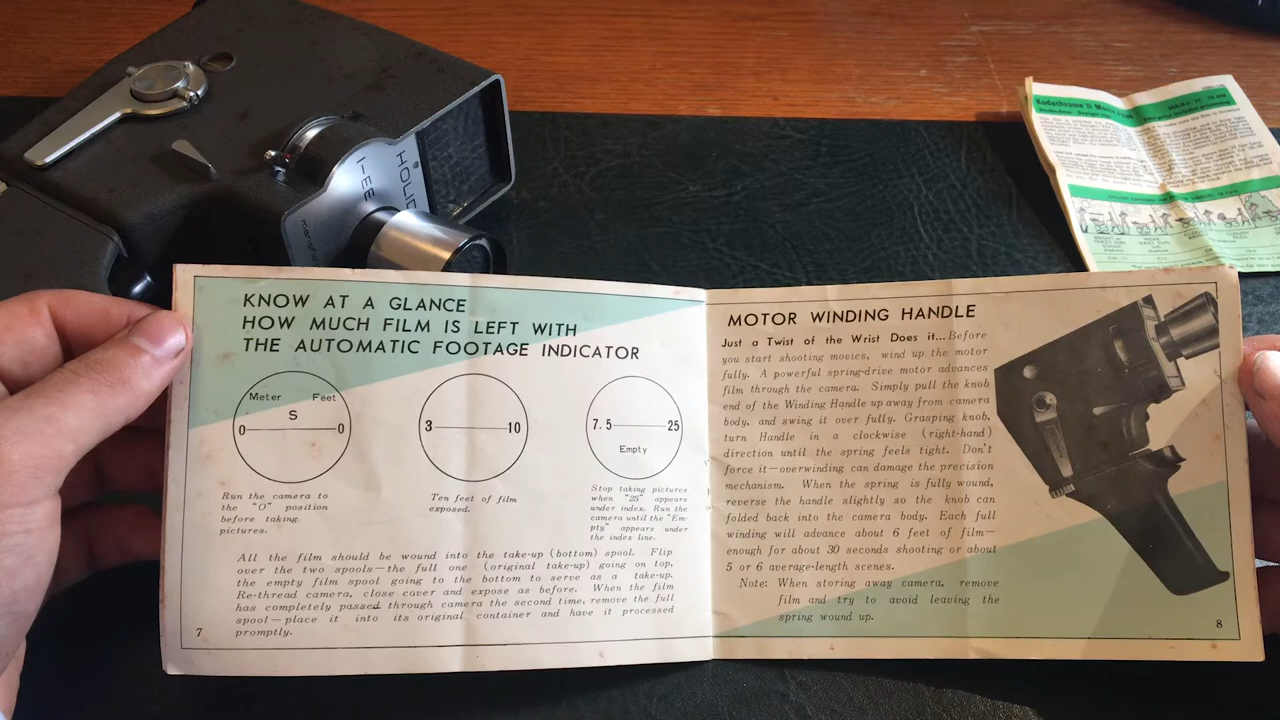 HOLID
I-EE
Kodachrome II Movie
KNOW AT A GLANCE
HOW MUCH FILM IS LEFT WITH
THE AUTOMATIC FOOTAGE INDICATOR
Meter Feet
S
0 0
3 10
7.5 25
Empty
Run the camera to
the "O" position
before taking
pictures.
Ten feet of film
exposed.
Stop taking pictures
when "25" appears
under index. Run the
camera until the "Em-
pty" appears under
the index line.
All the film should be wound into the take-up (bottom) spool. Flip
over the two spools—the full one (original take-up) going on top,
the empty film spool going to the bottom to serve as a take-up.
Re-thread camera, close cover and expose as before. When the film
has completely passed through camera the second time, remove the full
spool—place it into its original container and have it processed
promptly.
7
MOTOR WINDING HANDLE
Just a Twist of the Wrist Does it... Before
you start shooting movies, wind up the motor
fully. A powerful spring-drive motor advances
film through the camera. Simply pull the knob
end of the Winding Handle up away from camera
body, and swing it over fully. Grasping knob,
turn Handle in a clockwise (right-hand)
direction until the spring feels tight. Don't
force it—overwinding can damage the precision
mechanism. When the spring is fully wound,
reverse the handle slightly so the knob can
folded back into the camera body. Each full
winding will advance about 6 feet of film—
enough for about 30 seconds shooting or about
5 or 6 average-length scenes.
Note: When storing away camera, remove
film and try to avoid leaving the
spring wound up.
8